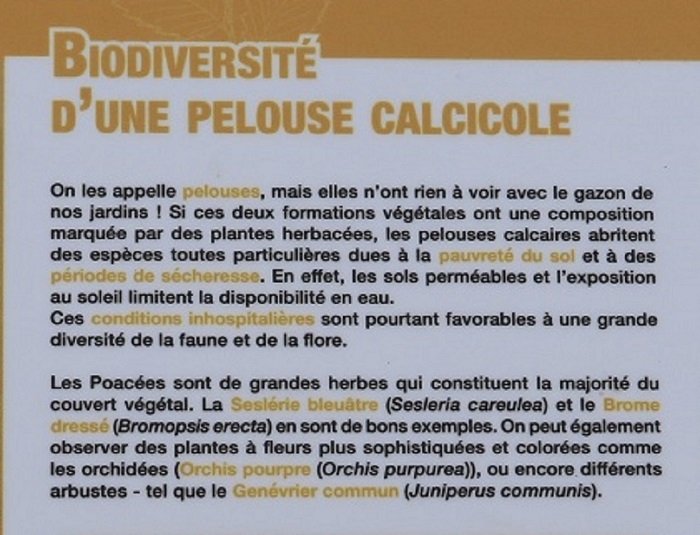 BIODIVERSITÉ
D'UNE PELOUSE CALCICOLE
On les appelle pelouses, mais elles n'ont rien à voir avec le gazon de
nos jardins ! Si ces deux formations végétales ont une composition
marquée par des plantes herbacées, les pelouses calcaires abritent
des espèces toutes particulières dues à la pauvreté du sol et à des
périodes de sécheresse. En effet, les sols perméables et l'exposition
au soleil limitent la disponibilité en eau.
Ces conditions inhospitalières sont pourtant favorables à une grande
diversité de la faune et de la flore.
Les Poacées sont de grandes herbes qui constituent la majorité du
couvert végétal. La Seslérie bleuâtre (Sesleria careulea) et le Brome
dressé (Bromopsis erecta) en sont de bons exemples. On peut également
observer des plantes à fleurs plus sophistiquées et colorées comme
les orchidées (Orchis pourpre (Orchis purpurea)), ou encore différents
arbustes - tel que le Genévrier commun (Juniperus communis).